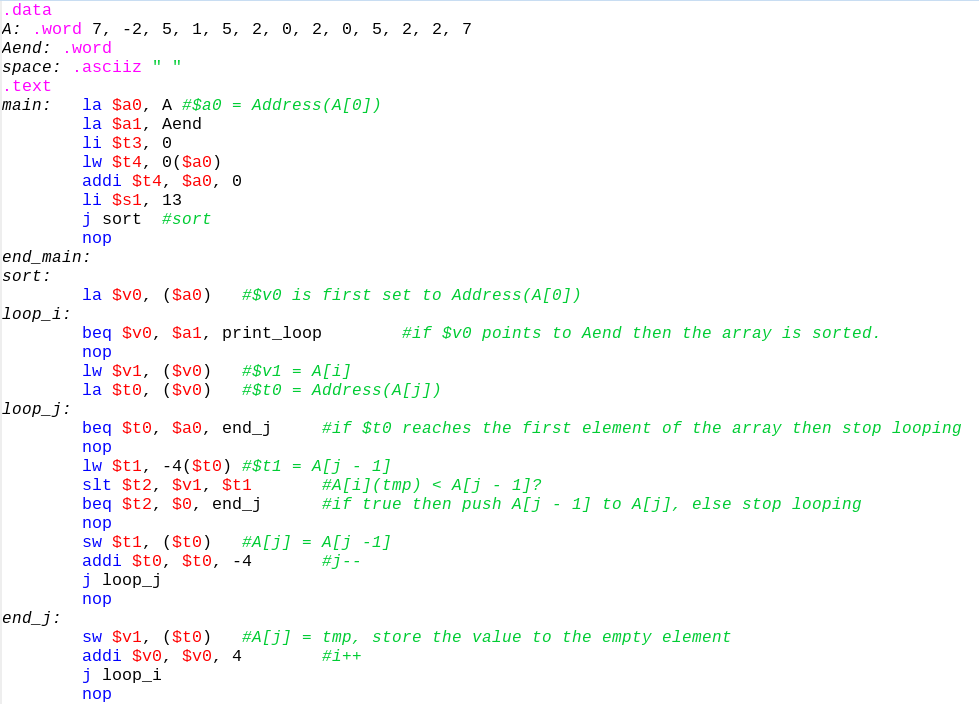 .data
A: .word 7, -2, 5, 1, 5, 2, 0, 2, 0, 5, 2, 2, 7
Aend: .word
space: .asciiz " "
.text
main:   la $a0, A #$a0 = Address(A[0])
        la $a1, Aend
        li $t3, 0
        lw $t4, 0($a0)
        addi $t4, $a0, 0
        li $s1, 13
        j sort  #sort
        nop
end_main:
sort:
        la $v0, ($a0)   #$v0 is first set to Address(A[0])
loop_i:
        beq $v0, $a1, print_loop        #if $v0 points to Aend then the array is sorted.
        nop
        lw $v1, ($v0)   #$v1 = A[i]
        la $t0, ($v0)   #$t0 = Address(A[j])
loop_j:
        beq $t0, $a0, end_j     #if $t0 reaches the first element of the array then stop looping
        nop
        lw $t1, -4($t0) #$t1 = A[j - 1]
        slt $t2, $v1, $t1       #A[i](tmp) < A[j - 1]?
        beq $t2, $0, end_j      #if true then push A[j - 1] to A[j], else stop looping
        nop
        sw $t1, ($t0)   #A[j] = A[j -1]
        addi $t0, $t0, -4       #j--
        j loop_j
        nop
end_j:
        sw $v1, ($t0)   #A[j] = tmp, store the value to the empty element
        addi $v0, $v0, 4        #i++
        j loop_i
        nop